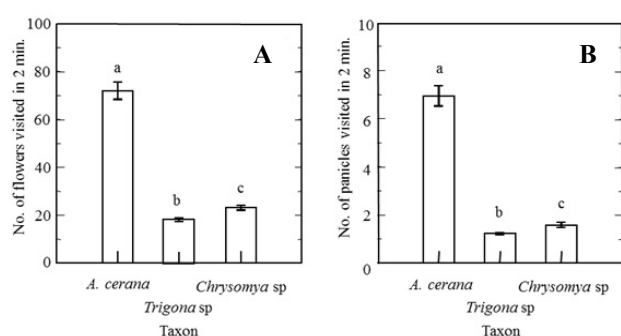 A
No. of flowers visited in 2 min.
100
80
60
40
20
0
a
b
c
A. cerana
Trigona sp
Chrysomya sp
Taxon
B
No. of panicles visited in 2 min.
10
8
6
4
2
0
a
b
c
A. cerana
Trigona sp
Chrysomya sp
Taxon